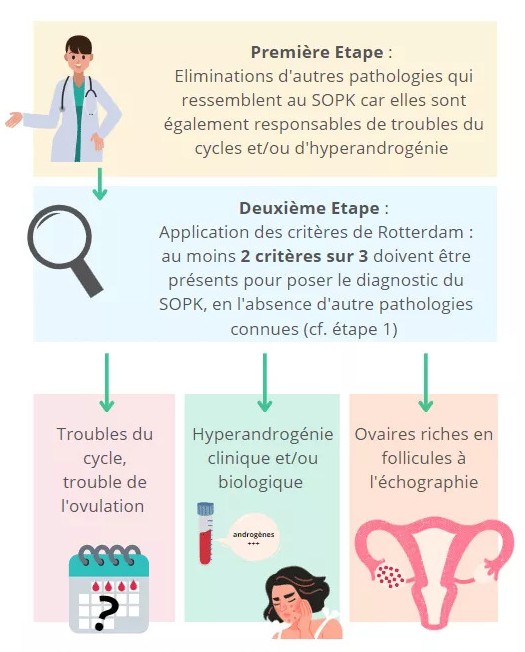 Première Etape :
Eliminations d'autres pathologies qui
ressemblent au SOPK car elles sont
également responsables de troubles du
cycles et/ou d'hyperandrogénie
Deuxième Etape :
Application des critères de Rotterdam :
au moins 2 critères sur 3 doivent être
présents pour poser le diagnostic du
SOPK, en l'absence d'autre pathologies
connues (cf. étape 1)
Troubles du
cycle,
trouble de
l'ovulation
?
Hyperandrogénie
clinique et/ou
biologique
androgènes
+++
Ovaires riches en
follicules à
l'échographie